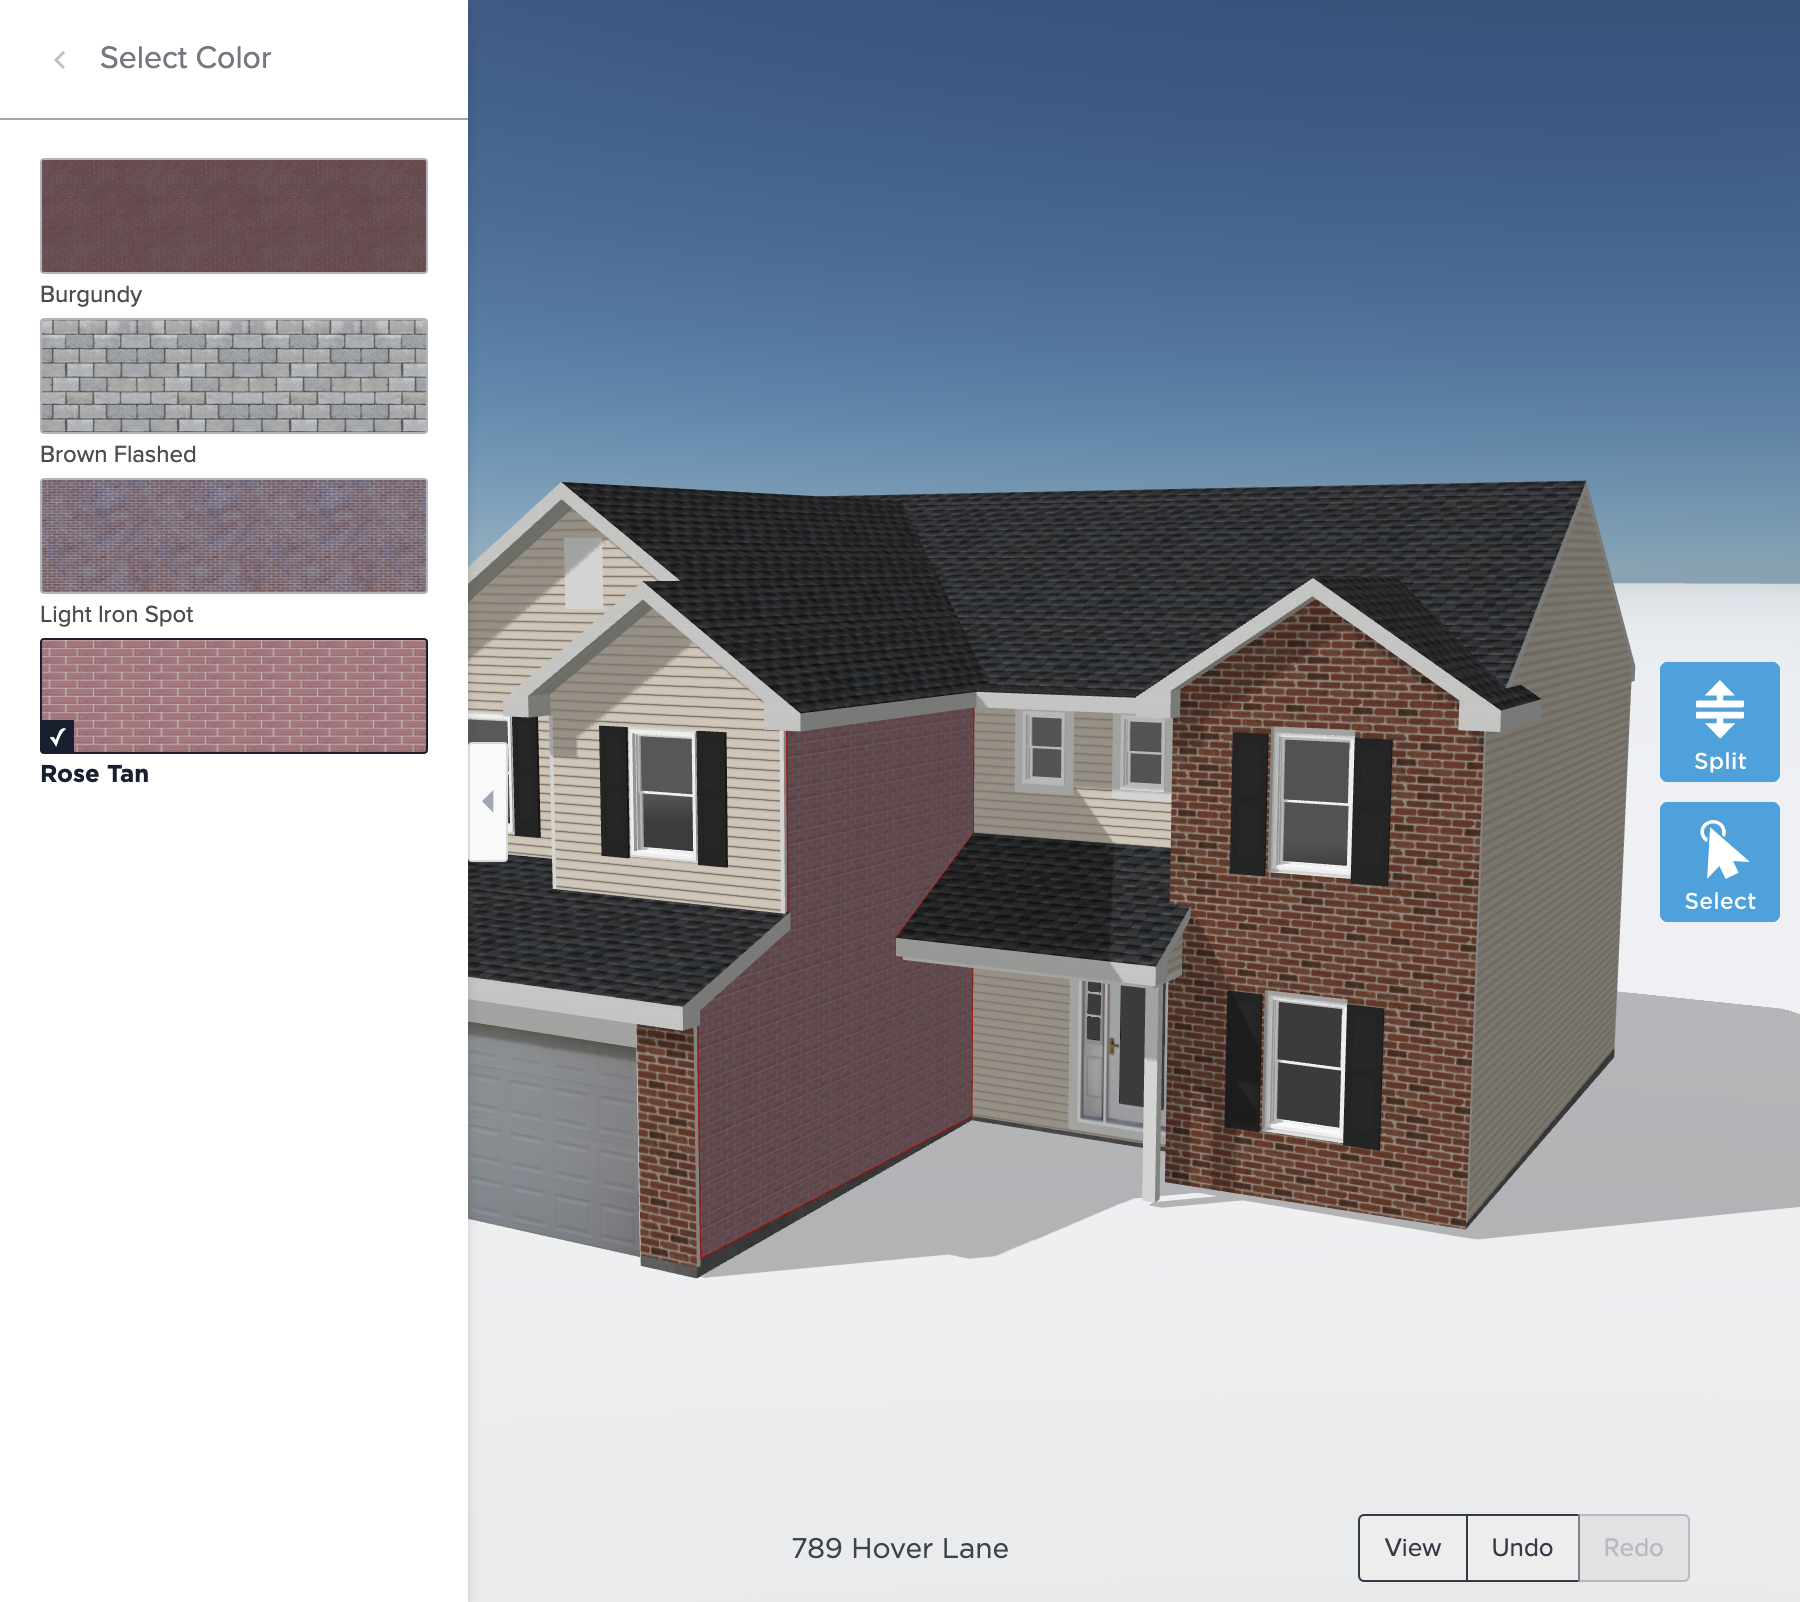 Select Color
Burgundy
Brown Flashed
Light Iron Spot
Rose Tan
Split
Select
789 Hover Lane
View
Undo
Redo